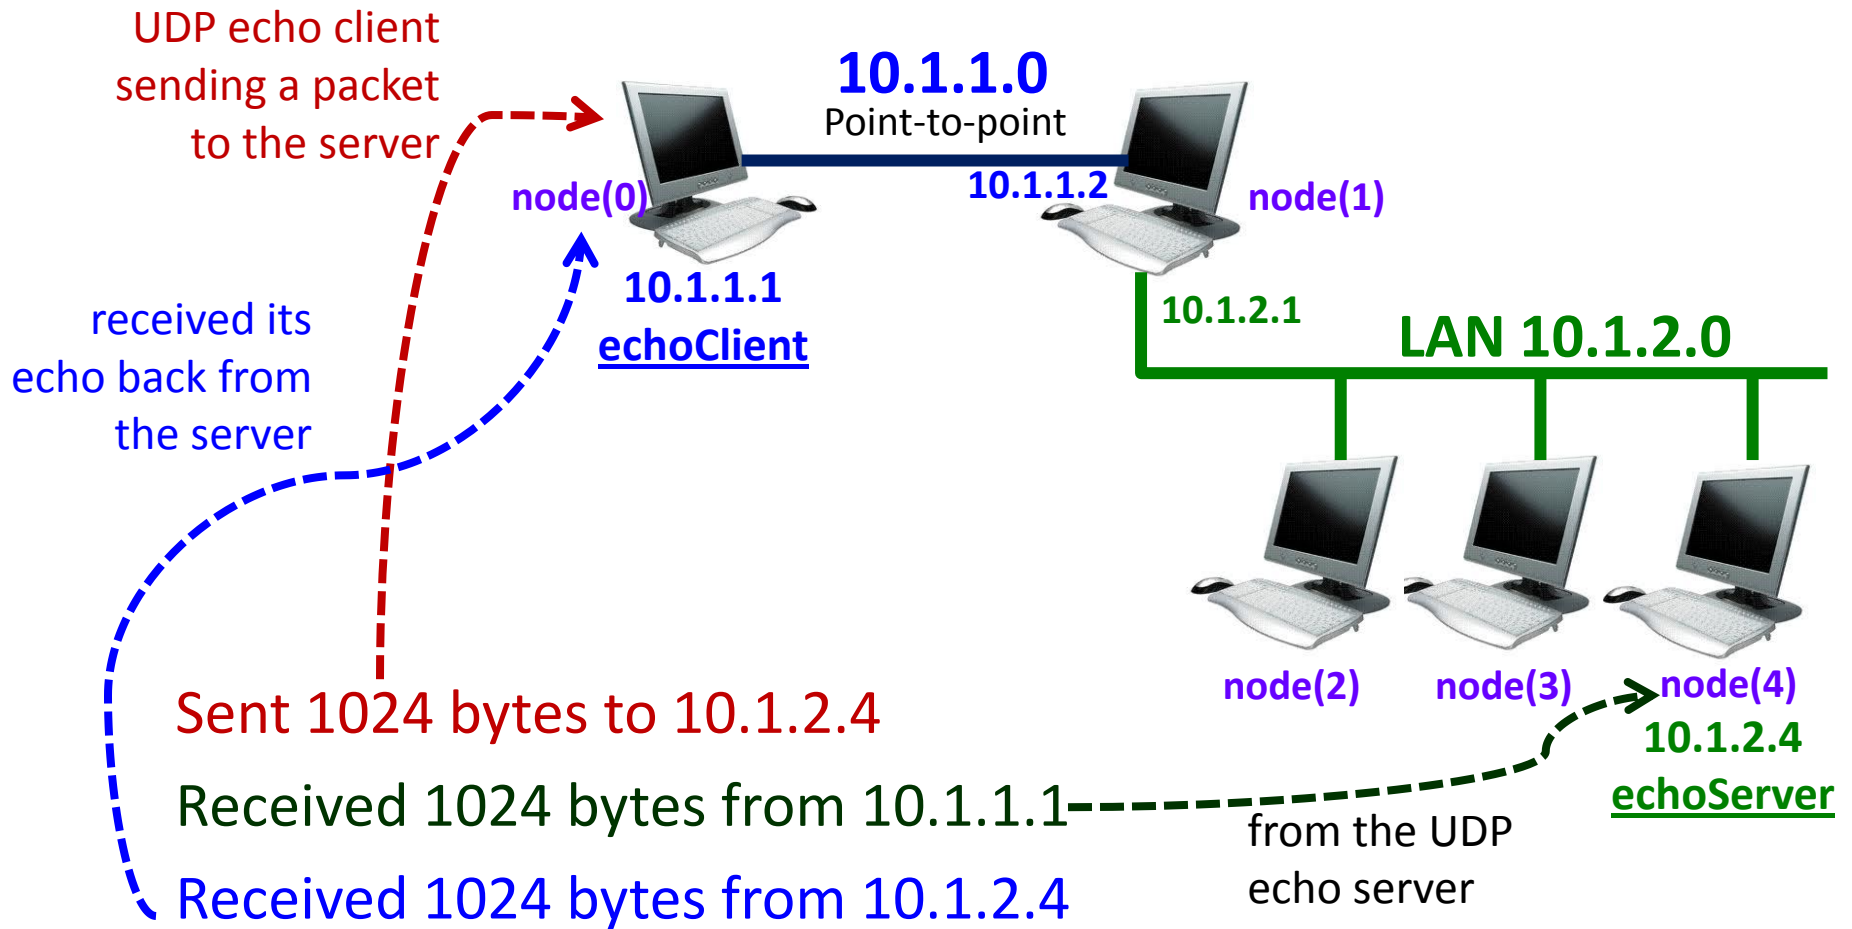 UDP echo client
sending a packet
to the server
10.1.1.0
Point-to-point
10.1.1.2
node(0)
node(1)
10.1.1.1
echoClient
received its
echo back from
the server
10.1.2.1
LAN 10.1.2.0
node(2)
node(3)
node(4)
10.1.2.4
echoServer
Sent 1024 bytes to 10.1.2.4
Received 1024 bytes from 10.1.1.1
from the UDP
echo server
Received 1024 bytes from 10.1.2.4